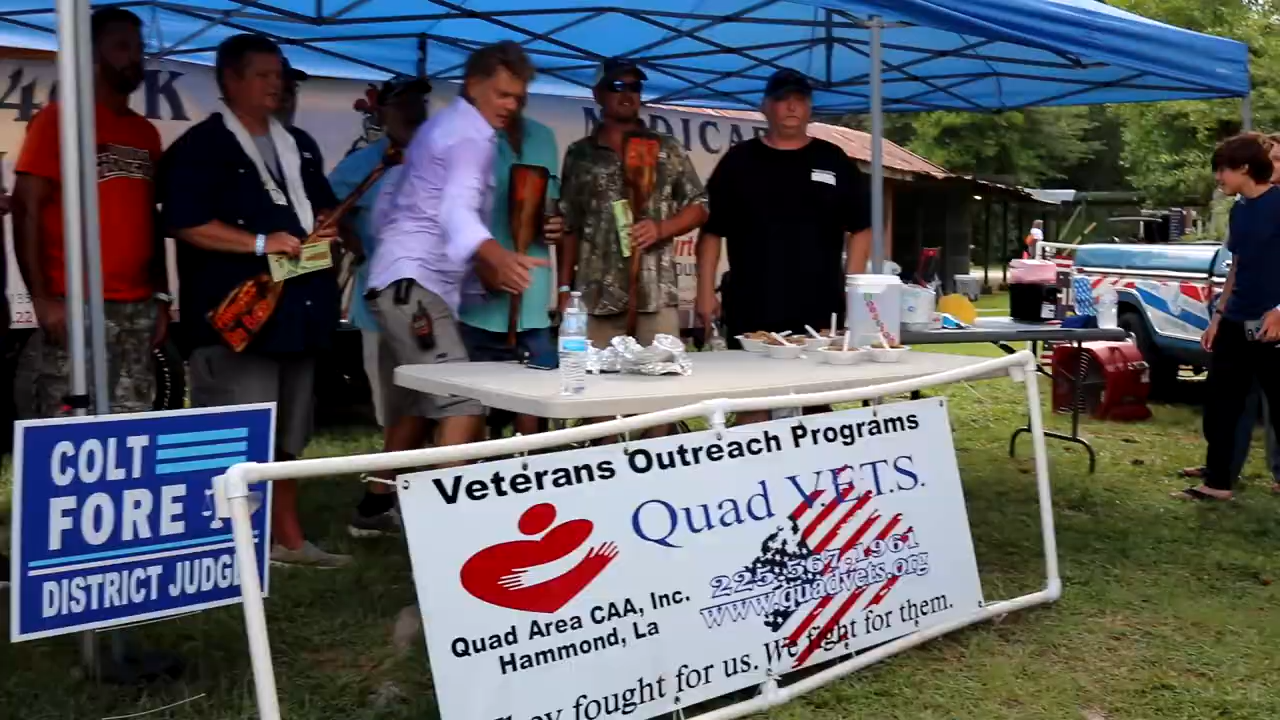 COLT
FORE
DISTRICT JUDGE
Veterans Outreach Programs
Quad V.E.T.S.
225.567.1961
www.quadvets.org
Quad Area CAA, Inc.
Hammond, La
They fought for us. We fight for them.